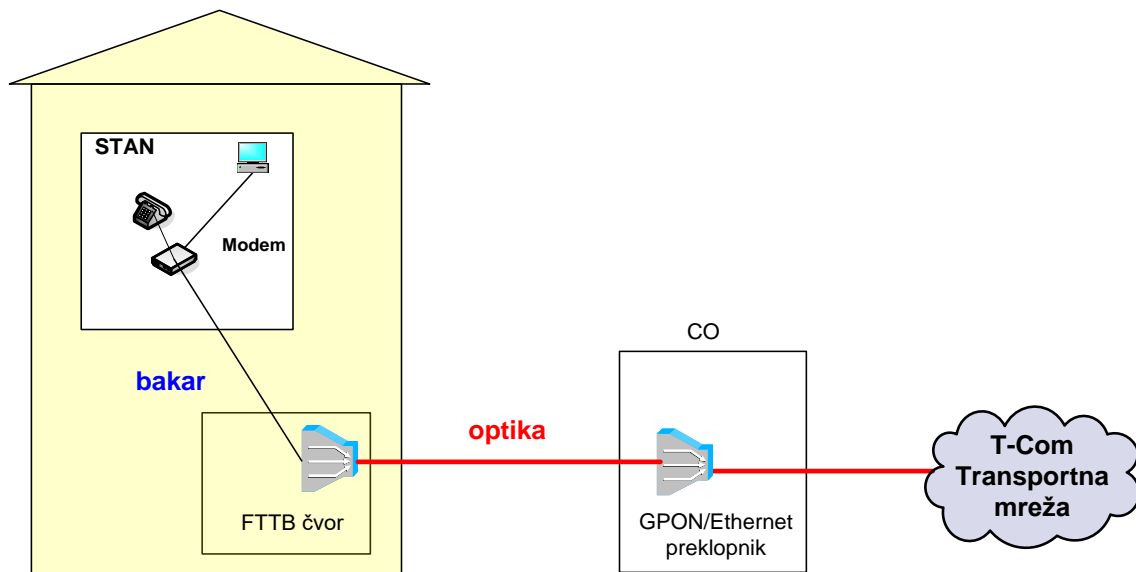 STAN
Modem
bakar
FTTB čvor
optika
CO
GPON/Ethernet
preklopnik
T-Com
Transportna
mreža